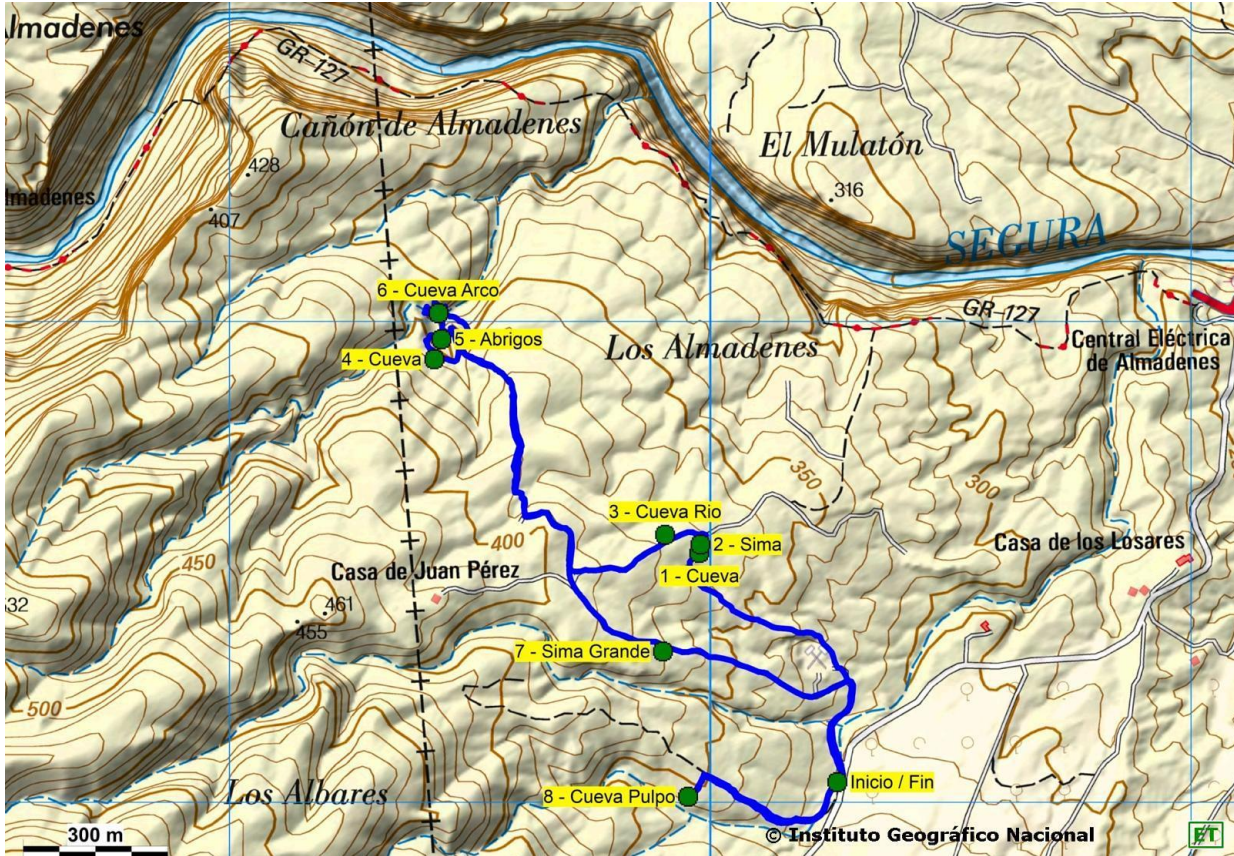 lmadenes
GR-127
Cañón de Almadenes
El Mulatón
428
316
lmadenes
407
SEGURA
6 - Cueva Arco
GR-127
5 - Abrigos
Los Almadenes
Central Eléctrica
de Almadenes
4 - Cueva
350
300
3 - Cueva Rio
400
2 - Sima
Casa de los Losares
450
Casa de Juan Pérez
1 - Cueva
32
461
455
7 - Sima Grande
500
Los Albares
8 - Cueva Pulpo
Inicio / Fin
300 m
© Instituto Geográfico Nacional
ET